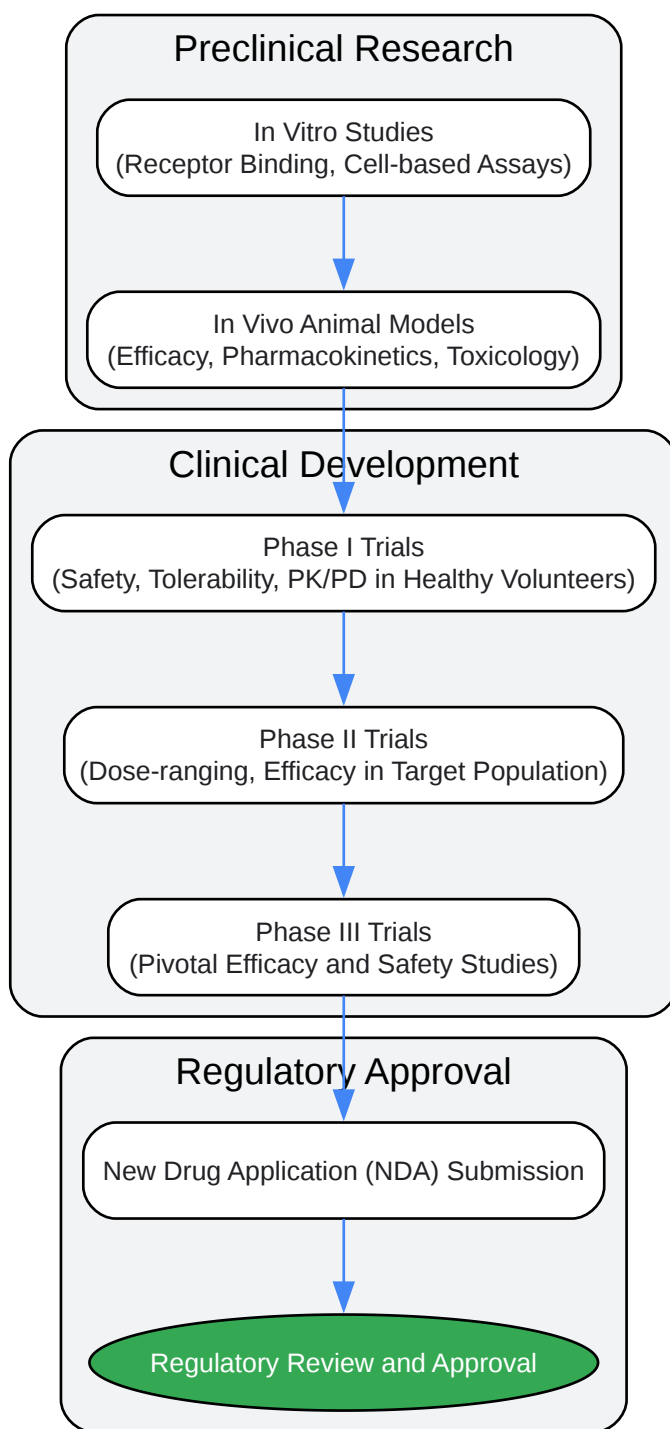 Preclinical Research
In Vitro Studies
(Receptor Binding, Cell-based Assays)
In Vivo Animal Models
(Efficacy, Pharmacokinetics, Toxicology)
Clinical Development
Phase I Trials
(Safety, Tolerability, PK/PD in Healthy Volunteers)
Phase II Trials
(Dose-ranging, Efficacy in Target Population)
Phase III Trials
(Pivotal Efficacy and Safety Studies)
Regulatory Approval
New Drug Application (NDA) Submission
Regulatory Review and Approval